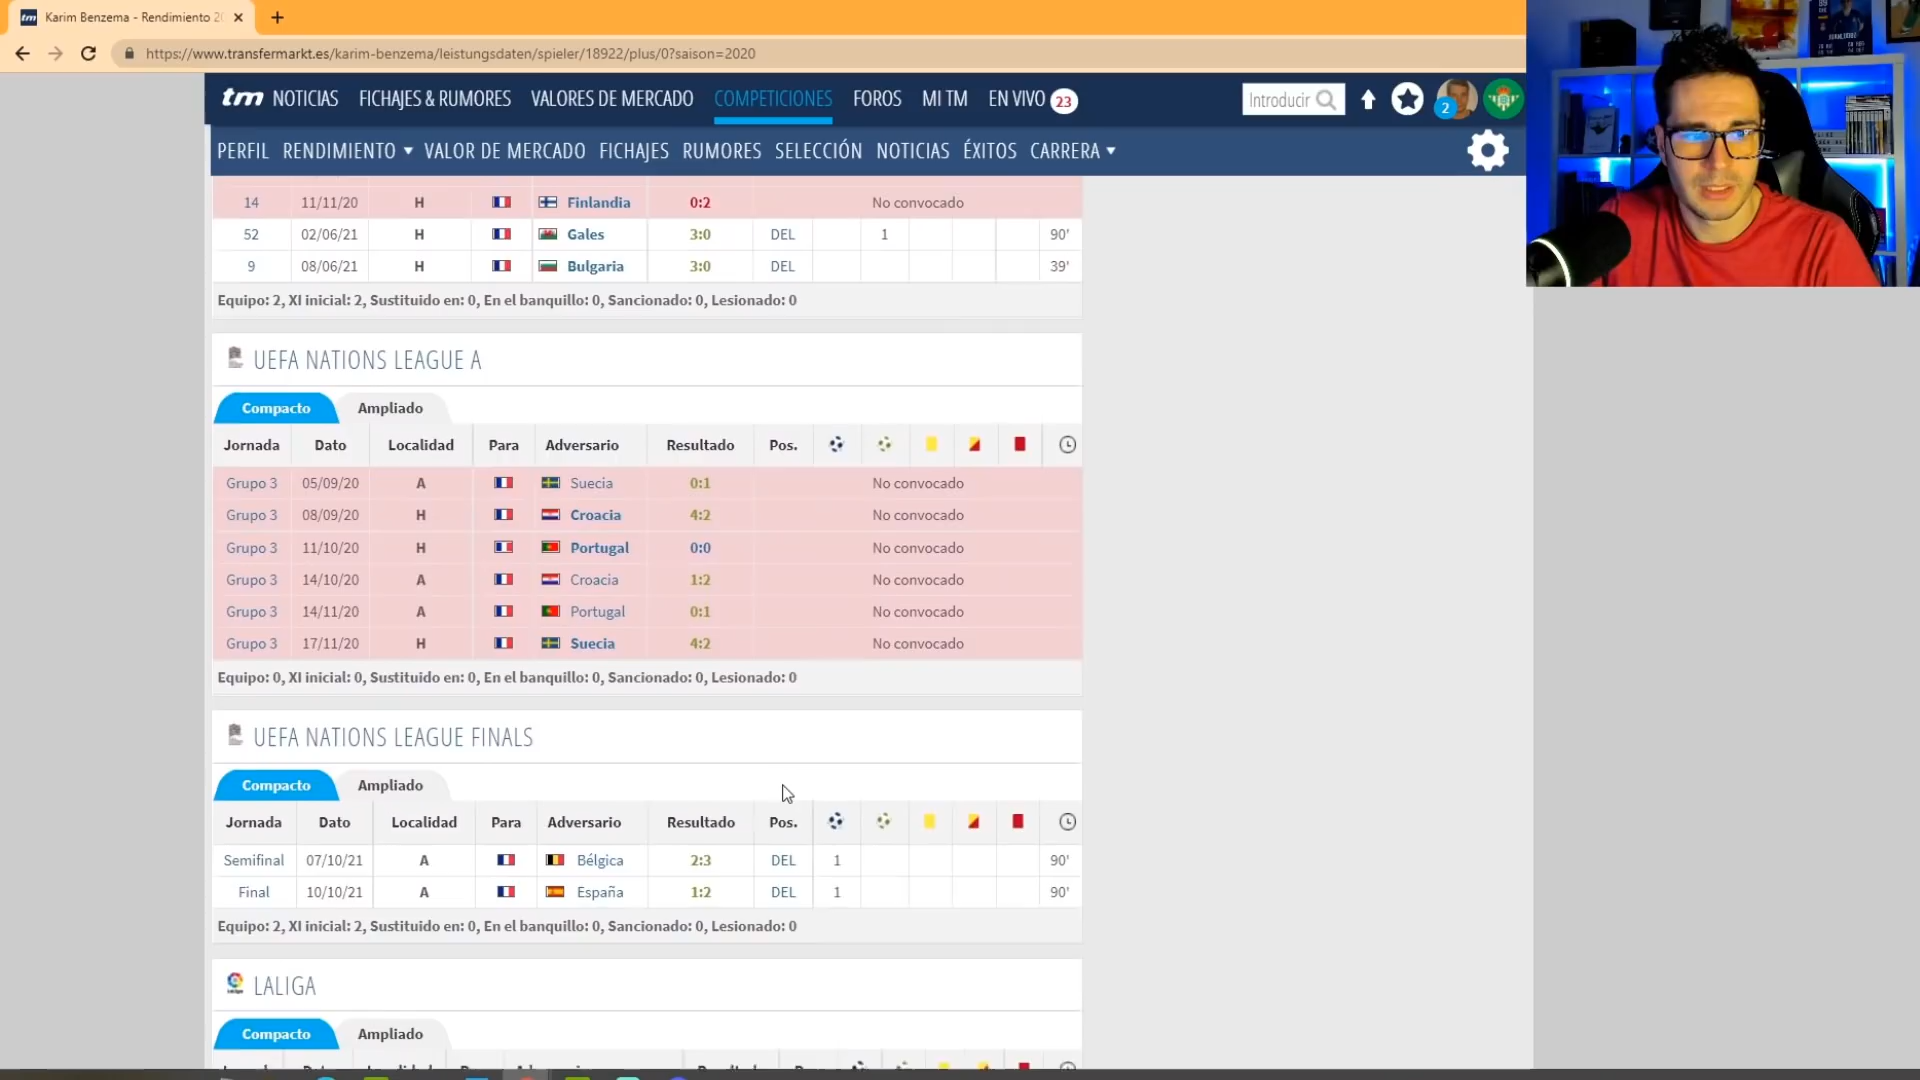 Karim Benzema - Rendimiento
https://www.transfermarkt.es/karim-benzema/leistungsdaten/spieler/18922/plus/0?saison=2020
tm NOTICIAS FICHAJES & RUMORES VALORES DE MERCADO COMPETICIONES FOROS MI TM EN VIVO 23 Introducir 2
PERFIL RENDIMIENTO VALOR DE MERCADO FICHAJES RUMORES SELECCIÓN NOTICIAS ÉXITOS CARRERA
14 11/11/20 H Finlandia 0:2 No convocado
52 02/06/21 H Gales 3:0 DEL 1 90'
9 08/06/21 H Bulgaria 3:0 DEL 39'
Equipo: 2, XI inicial: 2, Sustituido en: 0, En el banquillo: 0, Sancionado: 0, Lesionado: 0
UEFA NATIONS LEAGUE A
Compacto Ampliado
Jornada Dato Localidad Para Adversario Resultado Pos.
Grupo 3 05/09/20 A Suecia 0:1 No convocado
Grupo 3 08/09/20 H Croacia 4:2 No convocado
Grupo 3 11/10/20 H Portugal 0:0 No convocado
Grupo 3 14/10/20 A Croacia 1:2 No convocado
Grupo 3 14/11/20 A Portugal 0:1 No convocado
Grupo 3 17/11/20 H Suecia 4:2 No convocado
Equipo: 0, XI inicial: 0, Sustituido en: 0, En el banquillo: 0, Sancionado: 0, Lesionado: 0
UEFA NATIONS LEAGUE FINALS
Compacto Ampliado
Jornada Dato Localidad Para Adversario Resultado Pos.
Semifinal 07/10/21 A Bélgica 2:3 DEL 1 90'
Final 10/10/21 A España 1:2 DEL 1 90'
Equipo: 2, XI inicial: 2, Sustituido en: 0, En el banquillo: 0, Sancionado: 0, Lesionado: 0
LALIGA
Compacto Ampliado